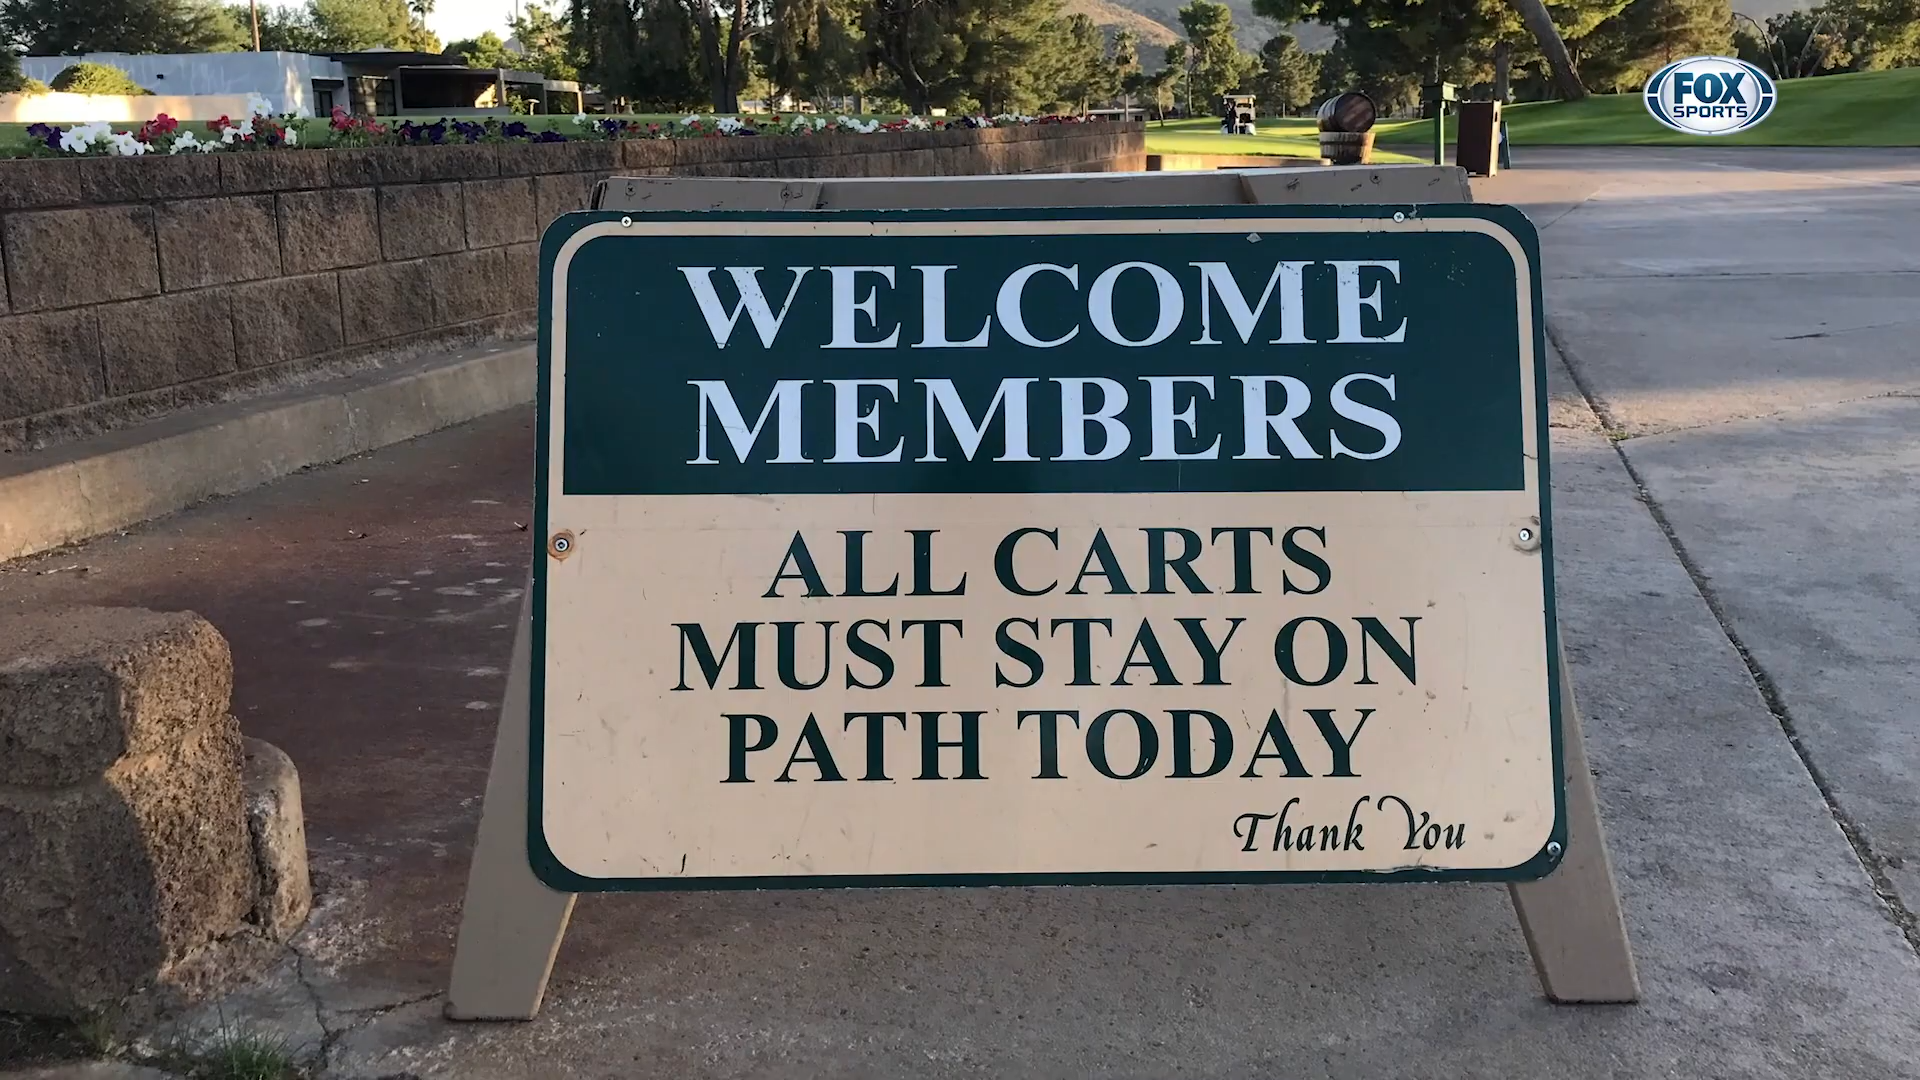 FOX
SPORTS
WELCOME
MEMBERS
ALL CARTS
MUST STAY ON
PATH TODAY
Thank You